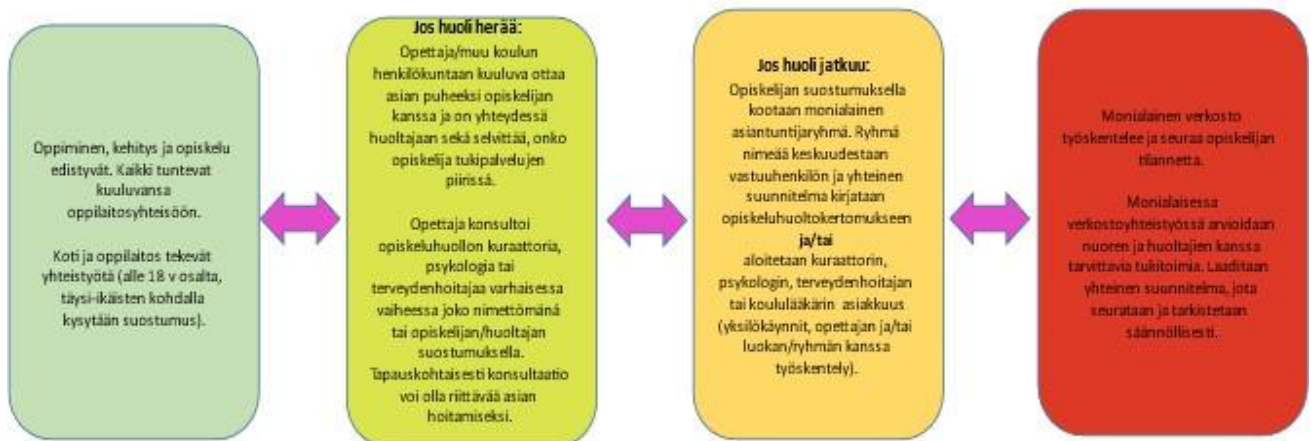 Oppiminen, kehitys ja opiskelu
edistyvät. Kaikki tuntevat
kuuluvansa
oppilaitosyhteisöön.
Koti ja oppilaitos tekevät
yhteistyötä (alle 18 v osalta,
täysi-ikäisten kohdalla
kysytään suostumus).
Jos huoli herää:
Opettaja/muu koulun
henkilökuntaan kuuluva ottaa
asian puheeksi opiskelijan
kanssa ja on yhteydessä
huoltajaan sekä selvittää, onko
opiskelija tukipalvelujen
piirissä.
Opettaja konsultoi
opiskeluhuollon kuraattoria,
psykologia tai
terveydenhoitajaa varhaisessa
vaiheessa joko nimettömänä
tai opiskelijan/huoltajan
suostumuksella.
Tapauskohtaisesti konsultaatio
voi olla riittävää asian
hoitamiseksi.
Jos huoli jatkuu:
Opiskelijan suostumuksella
kootaan monialainen
asiantuntijaryhmä. Ryhmä
nimeää keskuudestaan
vastuuhenkilön ja yhteinen
suunnitelma kirjataan
opiskeluhuoltokertomukseen
ja/tai
aloitetaan kuraattorin,
psykologin, terveydenhoitajan
tai koululääkärin asiakkuus
(yksilökäynnit, opettajan ja/tai
luokan/ryhmän kanssa
työskentely).
Monialainen verkosto
työskentelee ja seuraa opiskelijan
tilannetta.
Monialaisessa
verkostoyhteistyössä arvioidaan
nuoren ja huoltajien kanssa
tarvittavia tukitoimia. Laaditaan
yhteinen suunnitelma, jota
seurataan ja tarkistetaan
säännöllisesti.